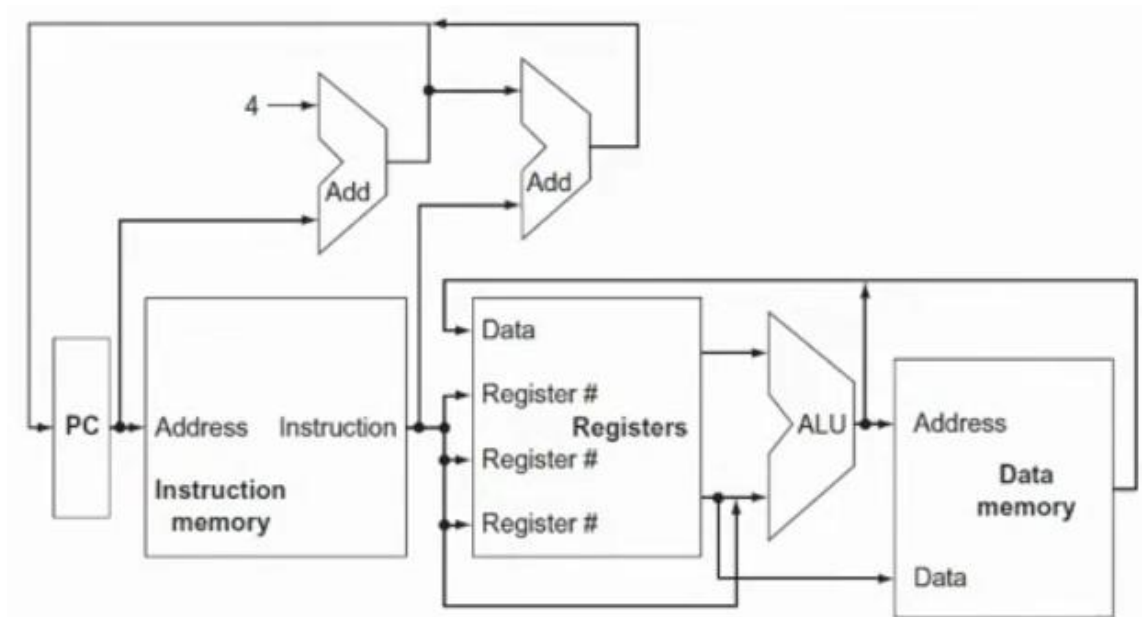 4
Add
Add
Data
Register #
Register #
Register #
Registers
PC
Address
Instruction
Instruction
memory
ALU
Address
Data
memory
Data